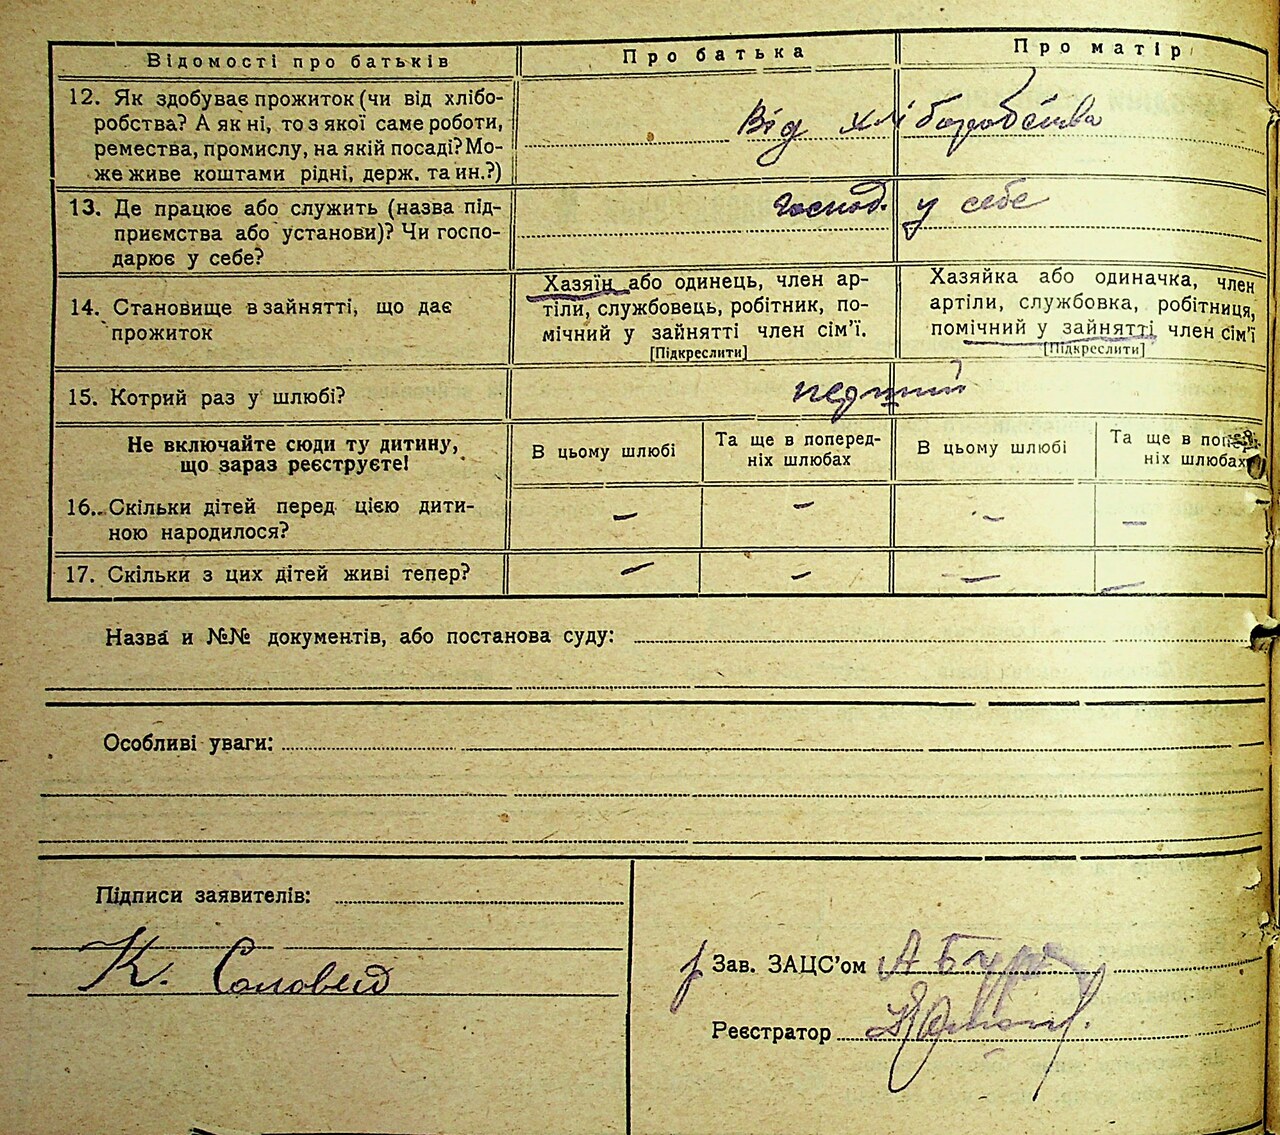 Відомості про батьків
Про батька
Про матір
12. Як здобуває прожиток (чи від хлібо-
робства? А як ні, то з якої саме роботи,
ремества, промислу, на якій посаді? Мо-
же живе коштами рідні, держ. та ин.?)
Від хліборобства
13. Де працює або служить (назва під-
приємства або установи)? Чи госпо-
дарює у себе?
господ. у себе
14. Становище в зайнятті, що дає
прожиток
Хазяїн або одинець, член ар-
тіли, службовець, робітник, по-
мічний у зайнятті член сім’ї.
[Підкреслити]
Хазяйка або одиначка, член
артіли, службовка, робітниця,
помічний у зайнятті член сім’ї
[Підкреслити]
15. Котрий раз у шлюбі?
перший
Не включайте сюди ту дитину,
що зараз реєструєте!
В цьому шлюбі
Та ще в поперед-
ніх шлюбах
В цьому шлюбі
Та ще в
ніх шлюбах
16. Скільки дітей перед цією дити-
ною народилося?
— — — —
17. Скільки з цих дітей живі тепер?
— — — —
Назва и №№ документів, або постанова суду:
Особливі уваги:
Підписи заявителів:
К. Соловей
Зав. ЗАЦС’ом
Реєстратор